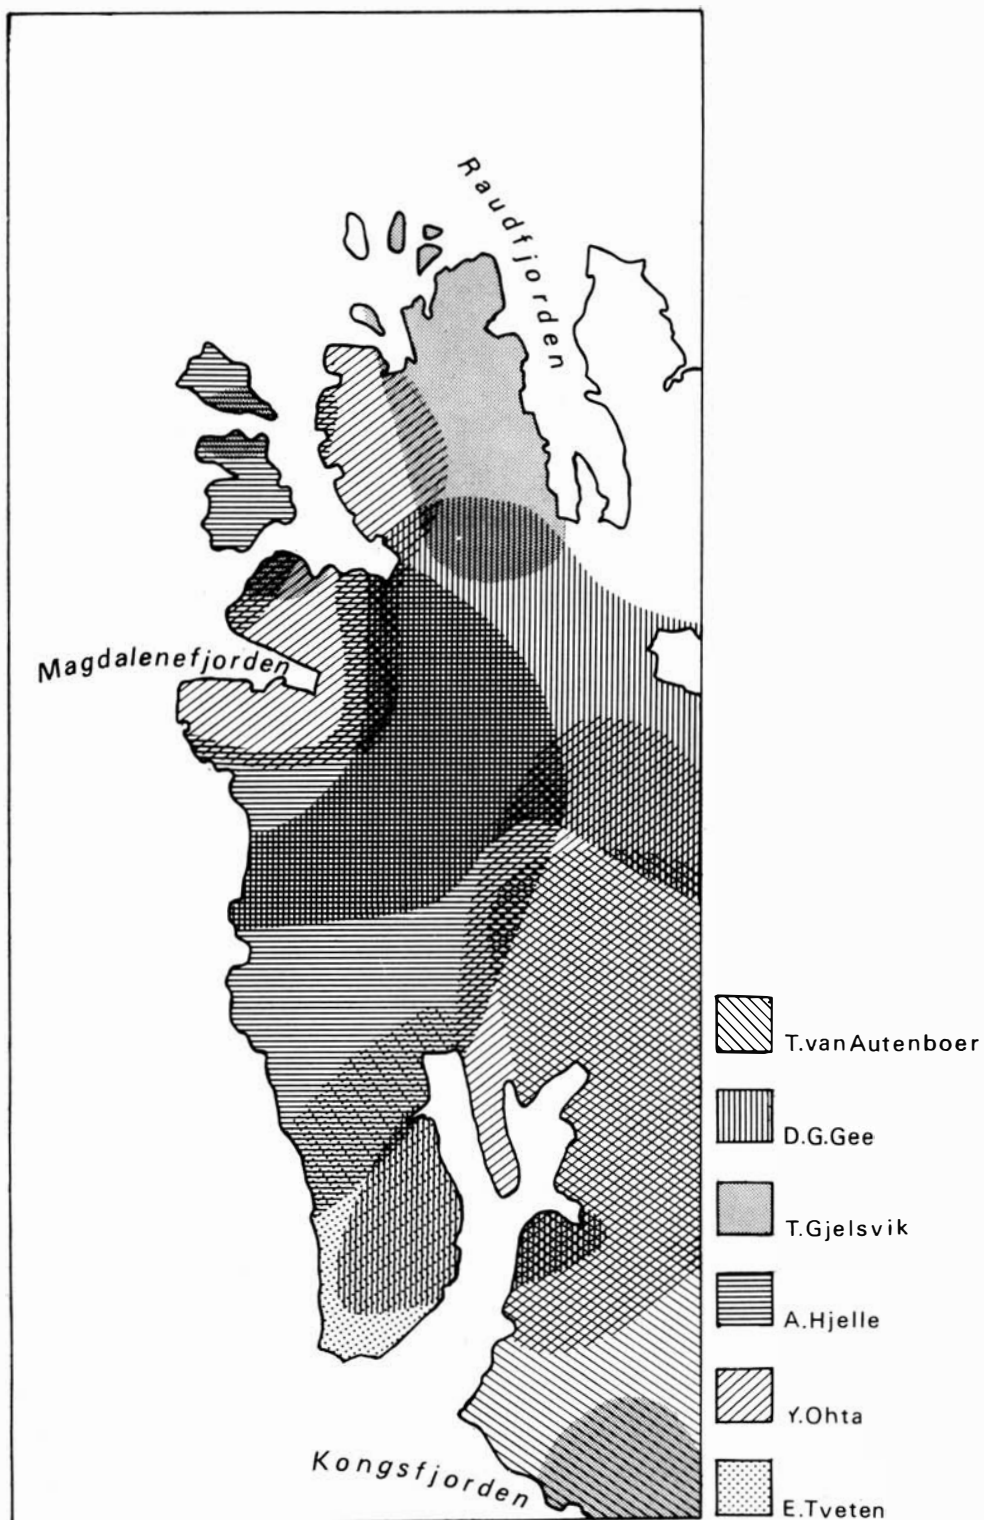 Raudfjorden
Magdalenefjorden
Kongsfjorden
T.van Autenboer
D.G.Gee
T.Gjelsvik
A.Hjelle
Y.Ohta
E.Tveten